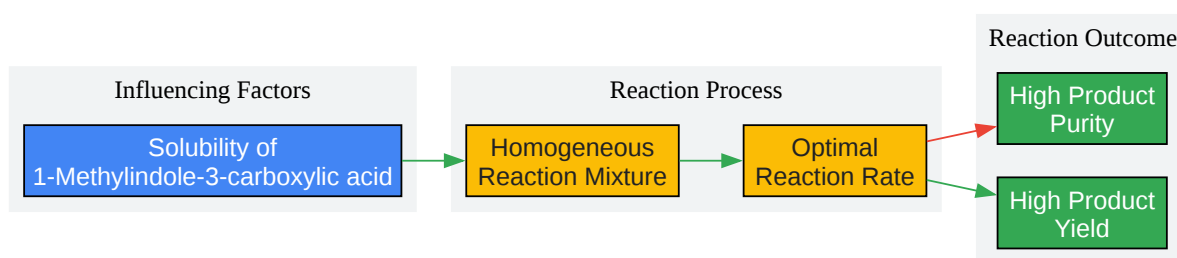 Influencing Factors
Solubility of
1-Methylindole-3-carboxylic acid
Reaction Process
Homogeneous
Reaction Mixture
Optimal
Reaction Rate
Reaction Outcome
High Product
Purity
High Product
Yield